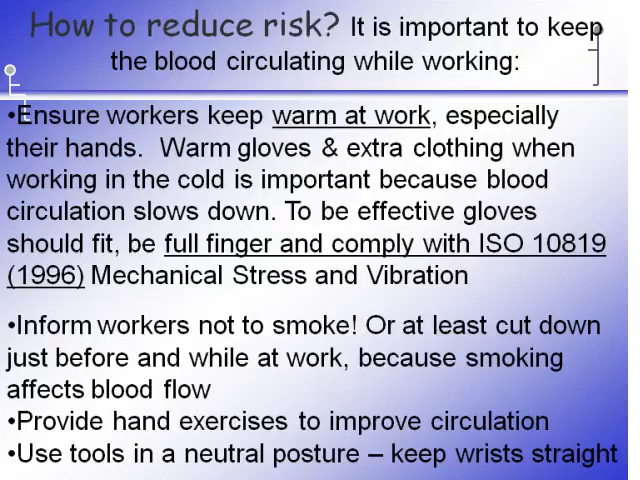 How to reduce risk? It is important to keep
the blood circulating while working:
•Ensure workers keep warm at work, especially
their hands. Warm gloves & extra clothing when
working in the cold is important because blood
circulation slows down. To be effective gloves
should fit, be full finger and comply with ISO 10819
(1996) Mechanical Stress and Vibration
•Inform workers not to smoke! Or at least cut down
just before and while at work, because smoking
affects blood flow
•Provide hand exercises to improve circulation
•Use tools in a neutral posture – keep wrists straight